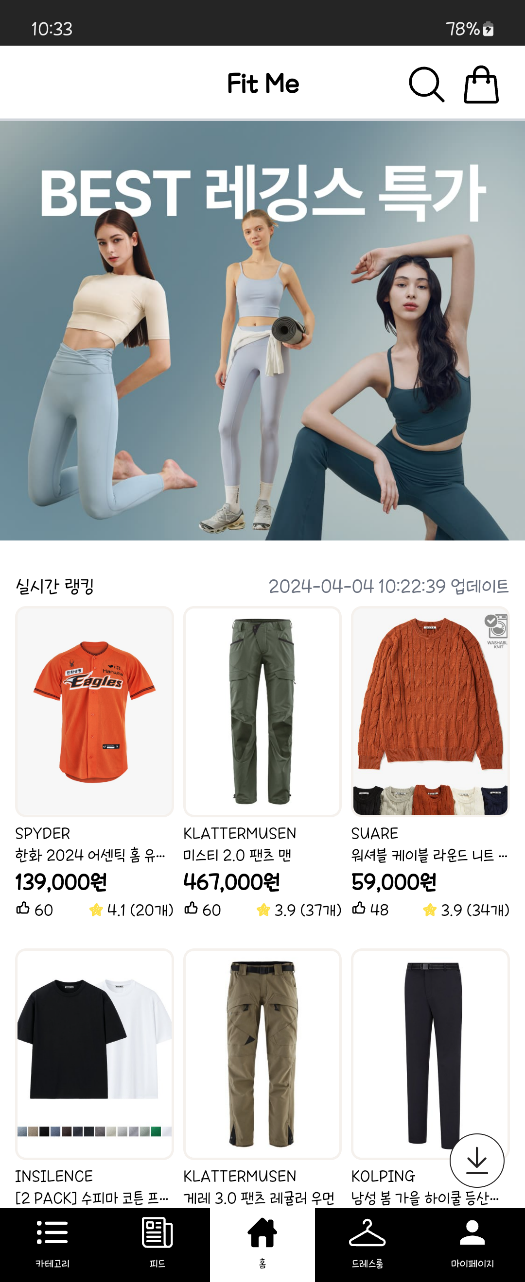 10:33 78%
Fit Me
BEST 레깅스 특가
실시간 랭킹 2024-04-04 10:22:39 업데이트
Eagles
WASHABLE KNIT
SPYDER KLATTERMUSEN SUARE
한화 2024 어센틱 홈 유… 미스티 2.0 팬츠 맨 워셔블 케이블 라운드 니트 …
139,000원 467,000원 59,000원
60 4.1 (20개) 60 3.9 (37개) 48 3.9 (34개)
INSILENCE KLATTERMUSEN KOLPING
[2 PACK] 수피마 코튼 프… 게레 3.0 팬츠 레귤러 우먼 남성 봄 가을 하이쿨 등산…
카테고리 피드 홈 드레스룸 마이페이지